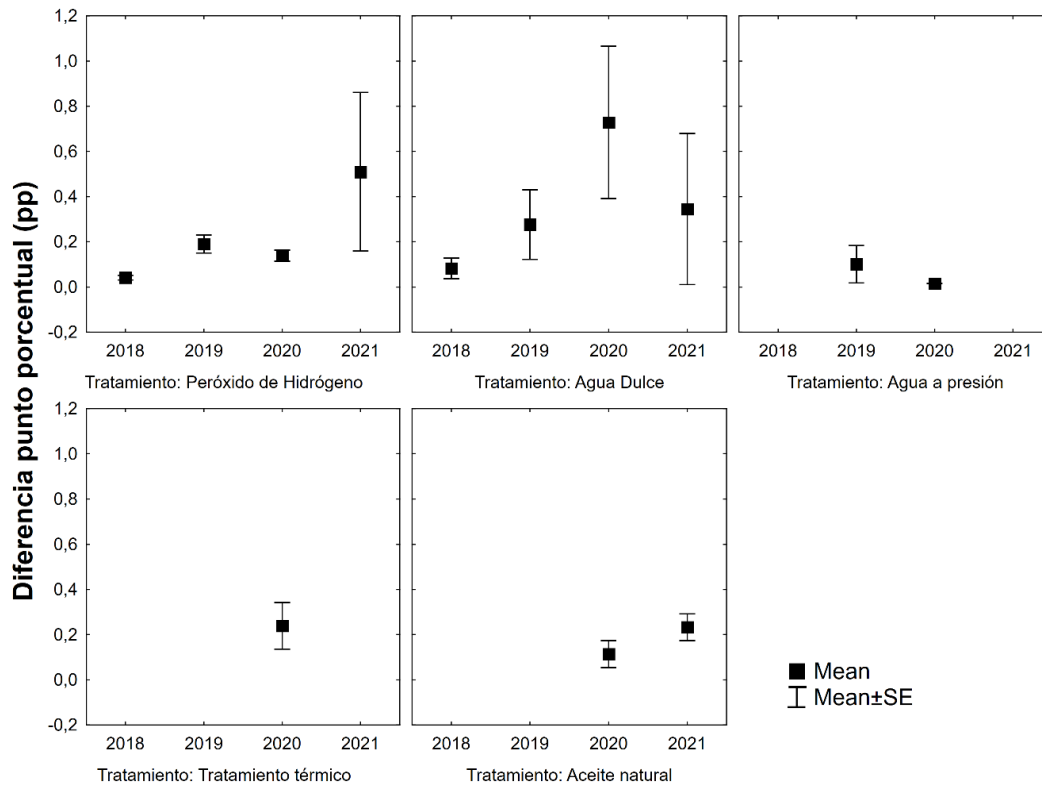 Diferencia punto porcentual (pp)
1,2
1,0
0,8
0,6
0,4
0,2
0,0
-0,2
2018 2019 2020 2021
Tratamiento: Peróxido de Hidrógeno
2018 2019 2020 2021
Tratamiento: Agua Dulce
2018 2019 2020 2021
Tratamiento: Agua a presión
1,2
1,0
0,8
0,6
0,4
0,2
0,0
-0,2
2018 2019 2020 2021
Tratamiento: Tratamiento térmico
2018 2019 2020 2021
Tratamiento: Aceite natural
Mean
Mean±SE